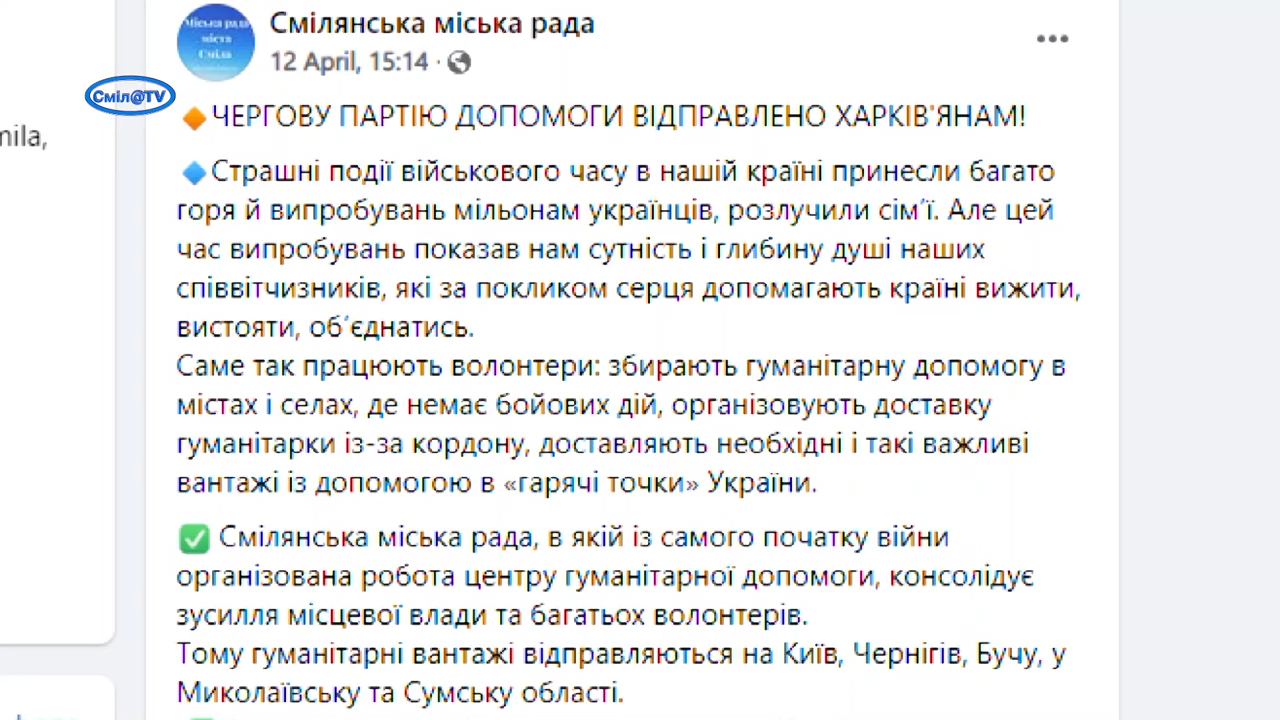 Смілянська міська рада
Міська рада
міста
Сміла
12 April, 15:14 ·
Сміл@TV
mila,
ЧЕРГОВУ ПАРТІЮ ДОПОМОГИ ВІДПРАВЛЕНО ХАРКІВ'ЯНАМ!
Страшні події військового часу в нашій країні принесли багато
горя й випробувань мільонам українців, розлучили сім´ї. Але цей
час випробувань показав нам сутність і глибину душі наших
співвітчизників, які за покликом серця допомагають країні вижити,
вистояти, об´єднатись.
Саме так працюють волонтери: збирають гуманітарну допомогу в
містах і селах, де немає бойових дій, організовують доставку
гуманітарки із-за кордону, доставляють необхідні і такі важливі
вантажі із допомогою в «гарячі точки» України.
Смілянська міська рада, в якій із самого початку війни
організована робота центру гуманітарної допомоги, консолідує
зусилля місцевої влади та багатьох волонтерів.
Тому гуманітарні вантажі відправляються на Київ, Чернігів, Бучу, у
Миколаївську та Сумську області.